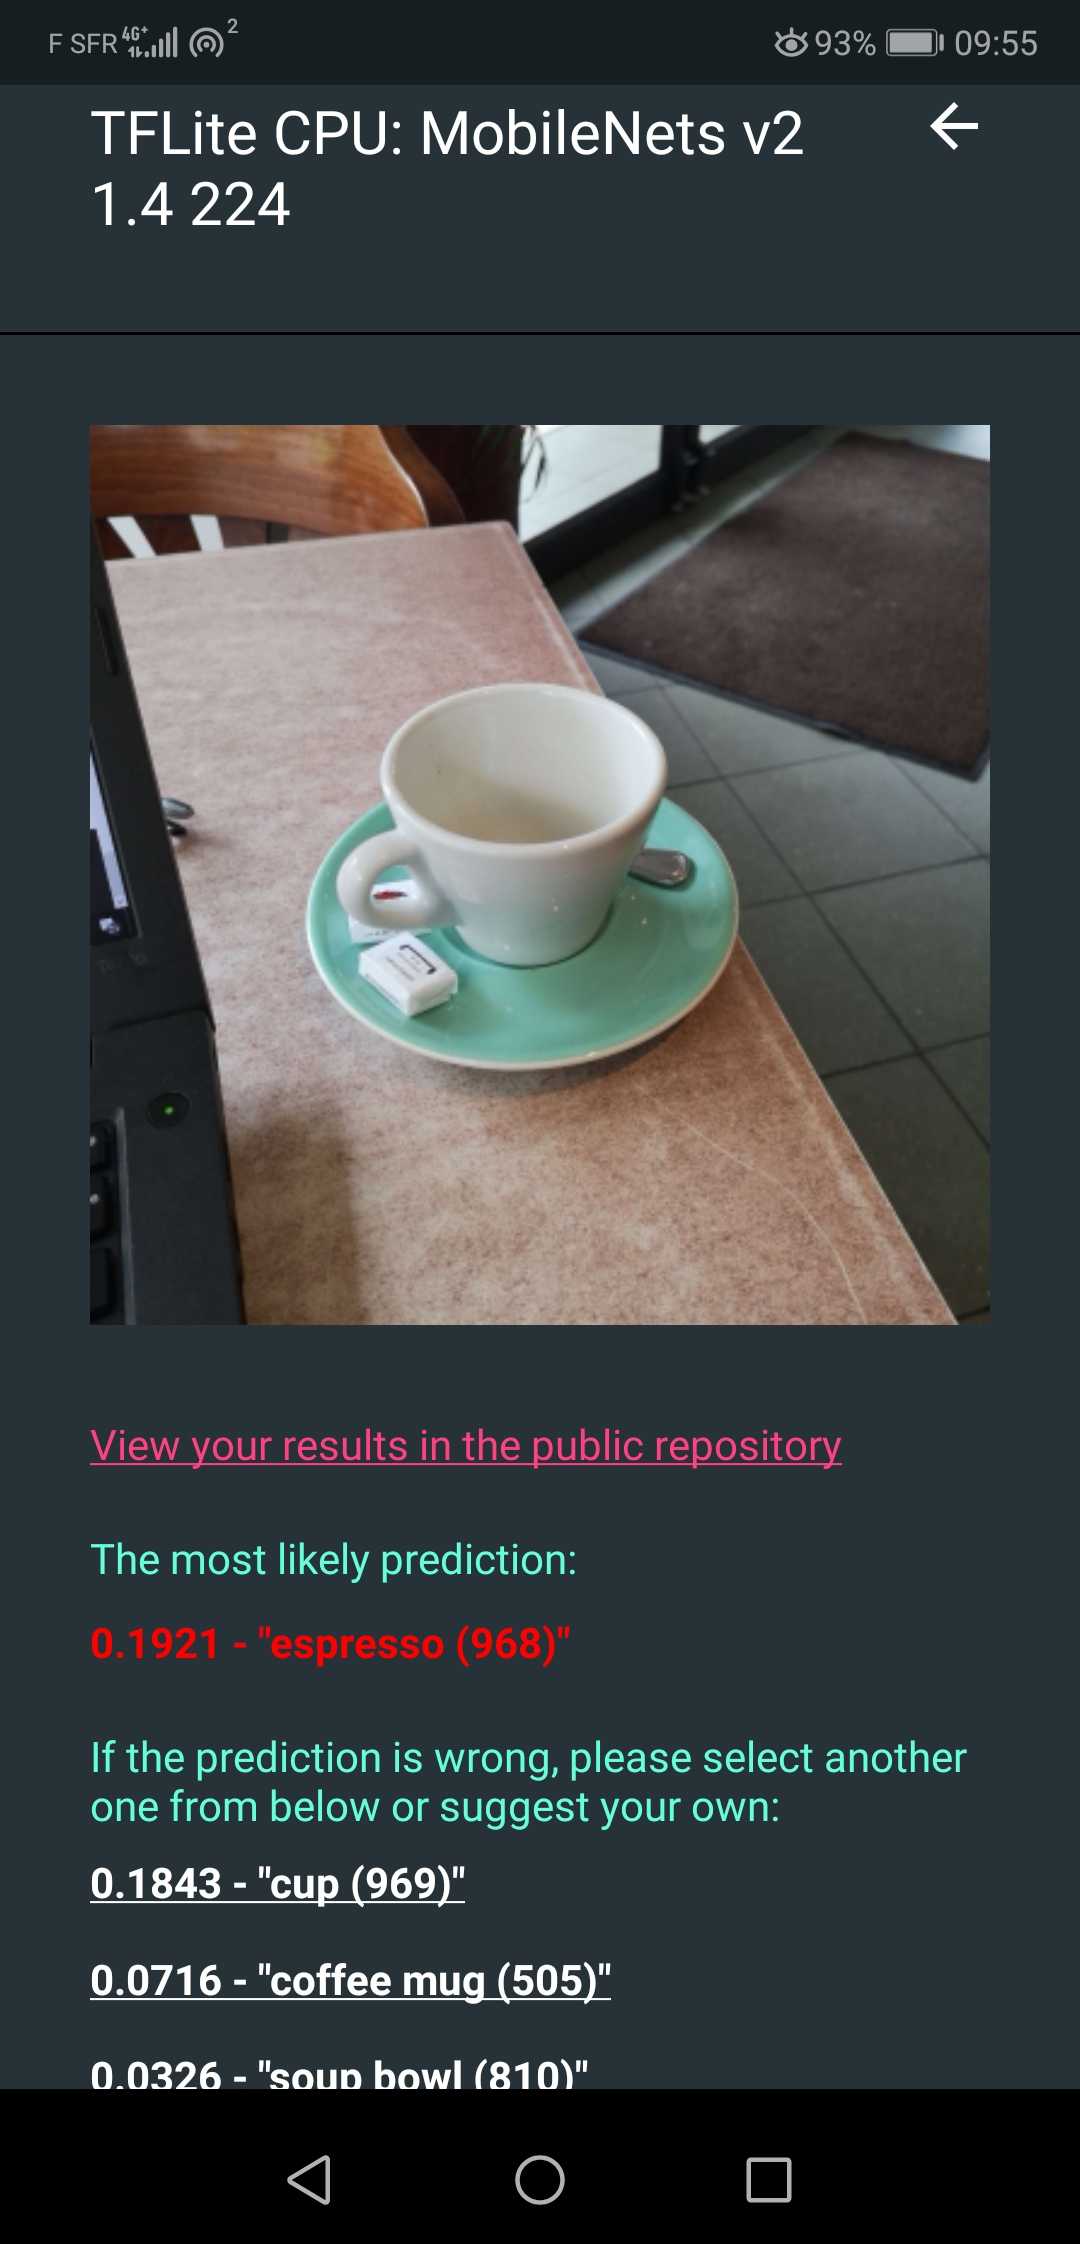 F SFR 4G+ 2 93% 09:55
TFLite CPU: MobileNets v2
1.4 224
View your results in the public repository
The most likely prediction:
0.1921 - "espresso (968)"
If the prediction is wrong, please select another
one from below or suggest your own:
0.1843 - "cup (969)"
0.0716 - "coffee mug (505)"
0.0326 - "soup bowl (810)"